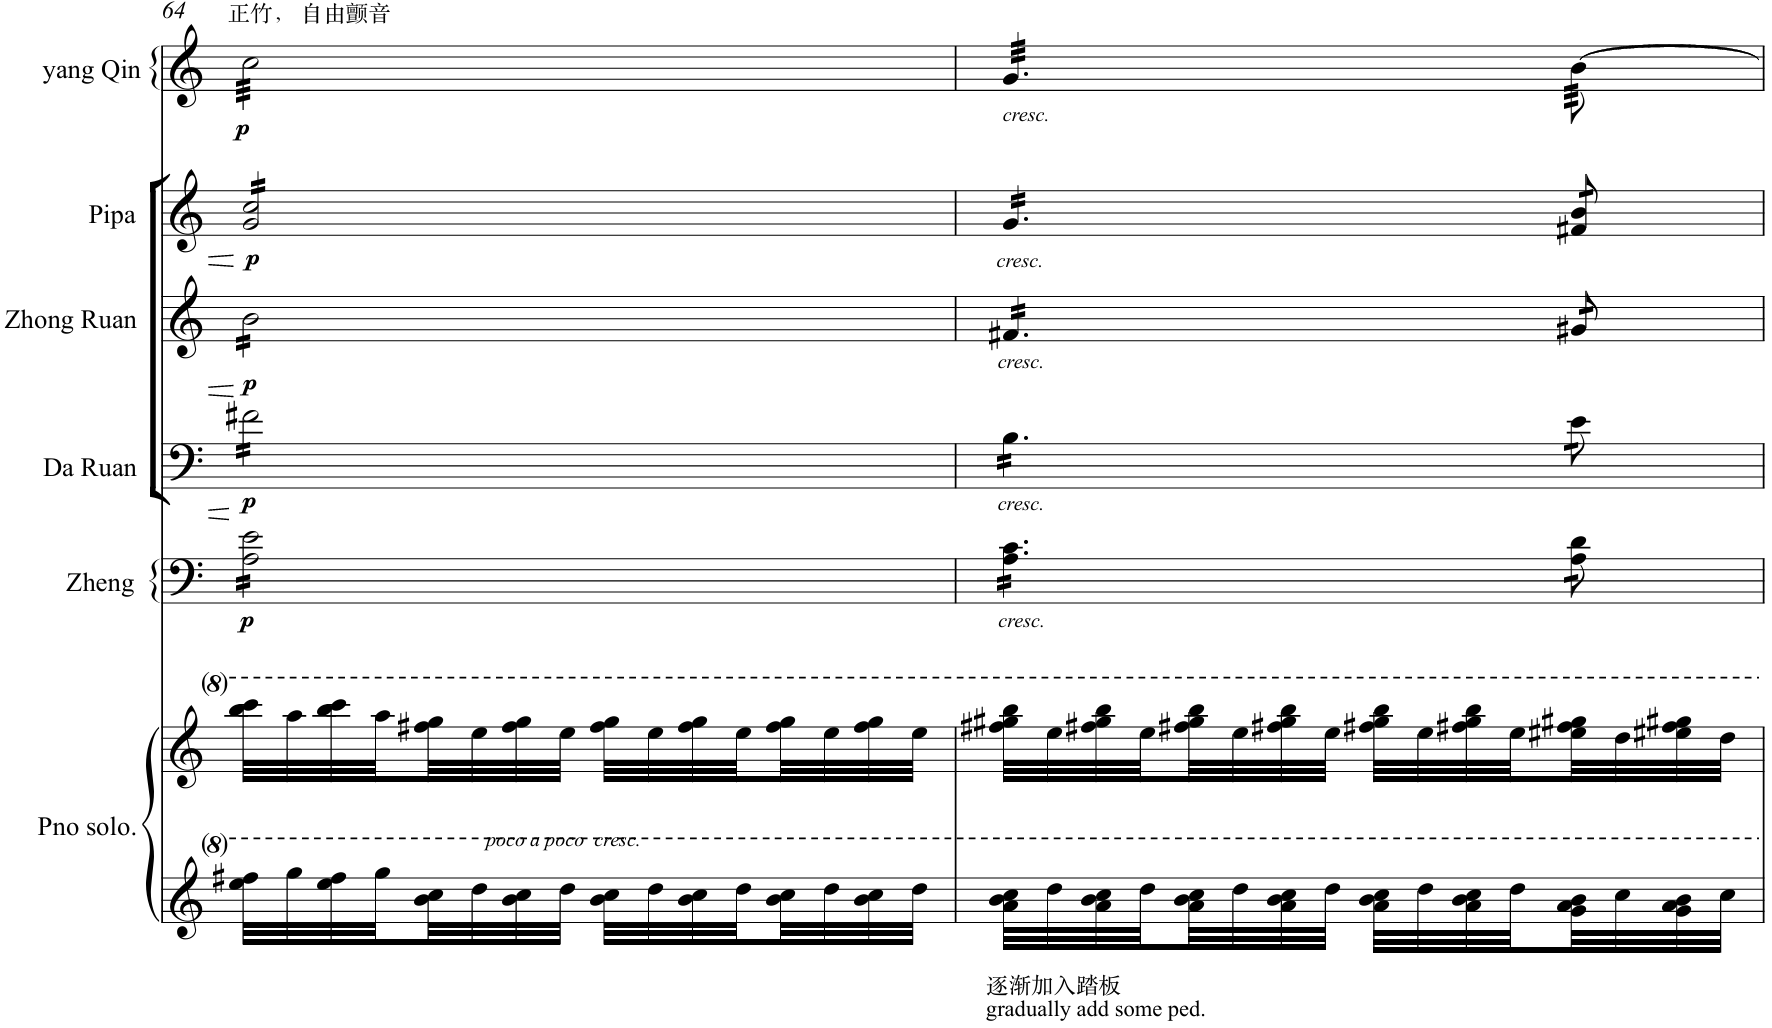 64 正竹， 自由颤音
yang Qin
p
cresc.
Pipa
p
cresc.
Zhong Ruan
p
cresc.
Da Ruan
p
cresc.
Zheng
p
cresc.
(8)
Pno solo.
(8)
poco a poco cresc.
逐渐加入踏板
gradually add some ped.